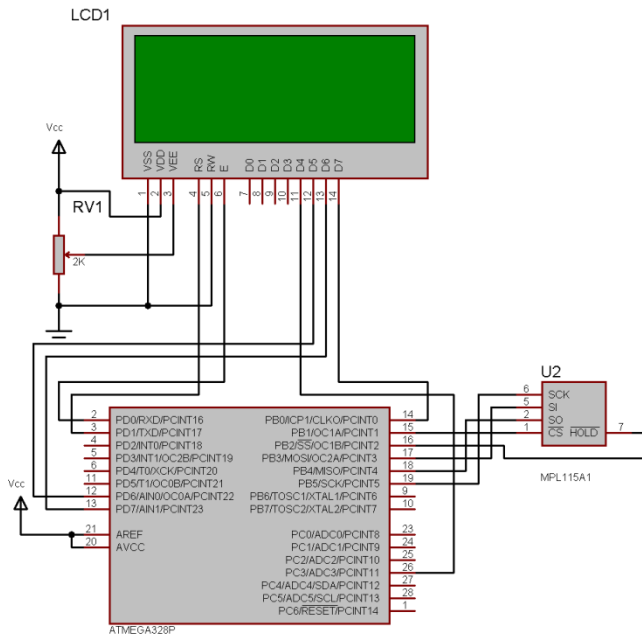 LCD1
VSS
VDD
VEE
RS
RW
E
D0
D1
D2
D3
D4
D5
D6
D7
1
2
3
4
5
6
7
8
9
10
11
12
13
14
Vcc
RV1
2K
U2
6 SCK
5 SI
2 SO
1 CS HOLD 7
MPL115A1
2 PD0/RXD/PCINT16 PB0/ICP1/CLKO/PCINT0 14
3 PD1/TXD/PCINT17 PB1/OC1A/PCINT1 15
4 PD2/INT0/PCINT18 PB2/SS/OC1B/PCINT2 16
5 PD3/INT1/OC2B/PCINT19 PB3/MOSI/OC2A/PCINT3 17
6 PD4/T0/XCK/PCINT20 PB4/MISO/PCINT4 18
11 PD5/T1/OC0B/PCINT21 PB5/SCK/PCINT5 19
12 PD6/AIN0/OC0A/PCINT22 PB6/TOSC1/XTAL1/PCINT6 9
13 PD7/AIN1/PCINT23 PB7/TOSC2/XTAL2/PCINT7 10
Vcc
21 AREF PC0/ADC0/PCINT8 23
20 AVCC PC1/ADC1/PCINT9 24
PC2/ADC2/PCINT10 25
PC3/ADC3/PCINT11 26
PC4/ADC4/SDA/PCINT12 27
PC5/ADC5/SCL/PCINT13 28
PC6/RESET/PCINT14 1
ATMEGA328P